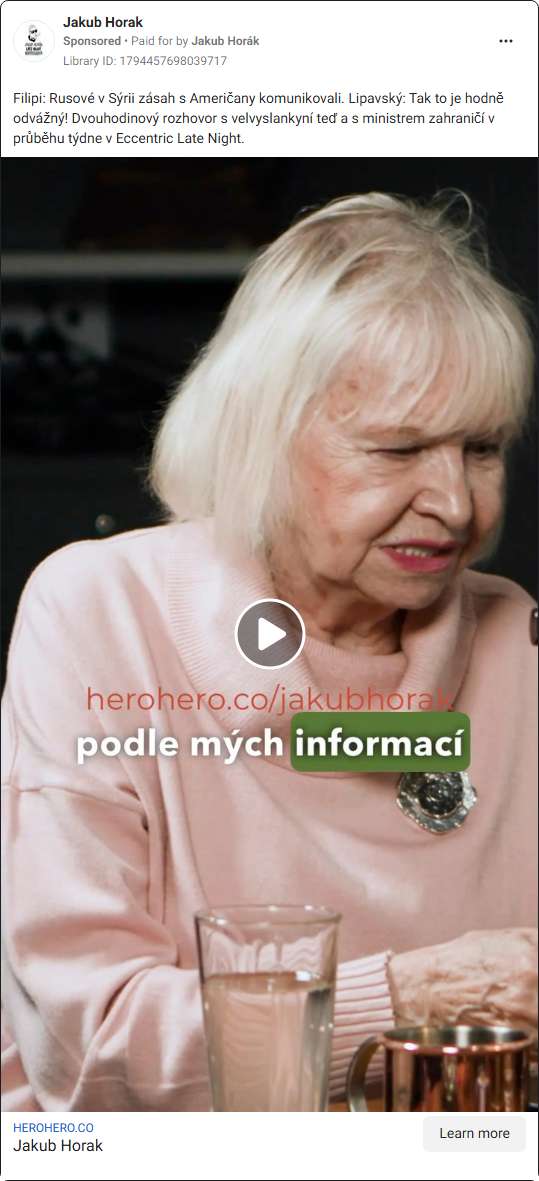 Jakub Horak
Sponsored • Paid for by Jakub Horák
Library ID: 1794457698039717
Filipi: Rusové v Sýrii zásah s Američany komunikovali. Lipavský: Tak to je hodně
odvážný! Dvouhodinový rozhovor s velvyslankyní teď a s ministrem zahraničí v
průběhu týdne v Eccentric Late Night.
herohero.co/jakubhorak
podle mých informací
HEROHERO.CO
Jakub Horak
Learn more